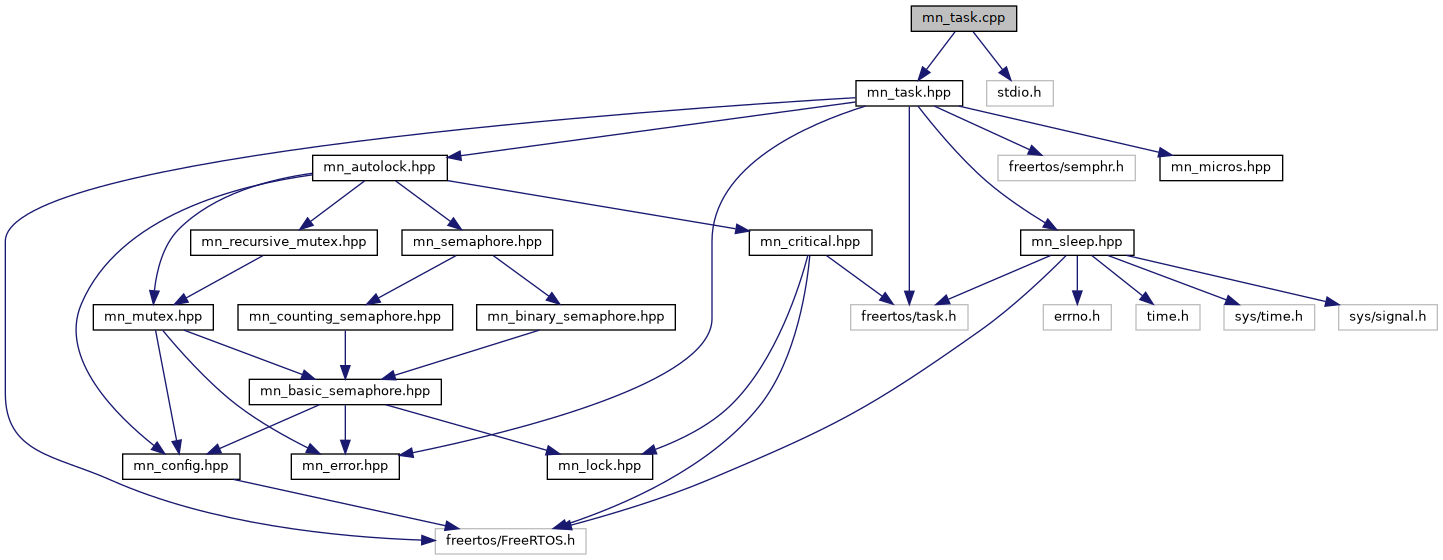 mn_task.cpp
mn_task.hpp
stdio.h
mn_autolock.hpp
freertos/semphr.h
mn_micros.hpp
mn_recursive_mutex.hpp
mn_semaphore.hpp
mn_critical.hpp
mn_sleep.hpp
mn_mutex.hpp
mn_counting_semaphore.hpp
mn_binary_semaphore.hpp
freertos/task.h
errno.h
time.h
sys/time.h
sys/signal.h
mn_basic_semaphore.hpp
mn_config.hpp
mn_error.hpp
mn_lock.hpp
freertos/FreeRTOS.h